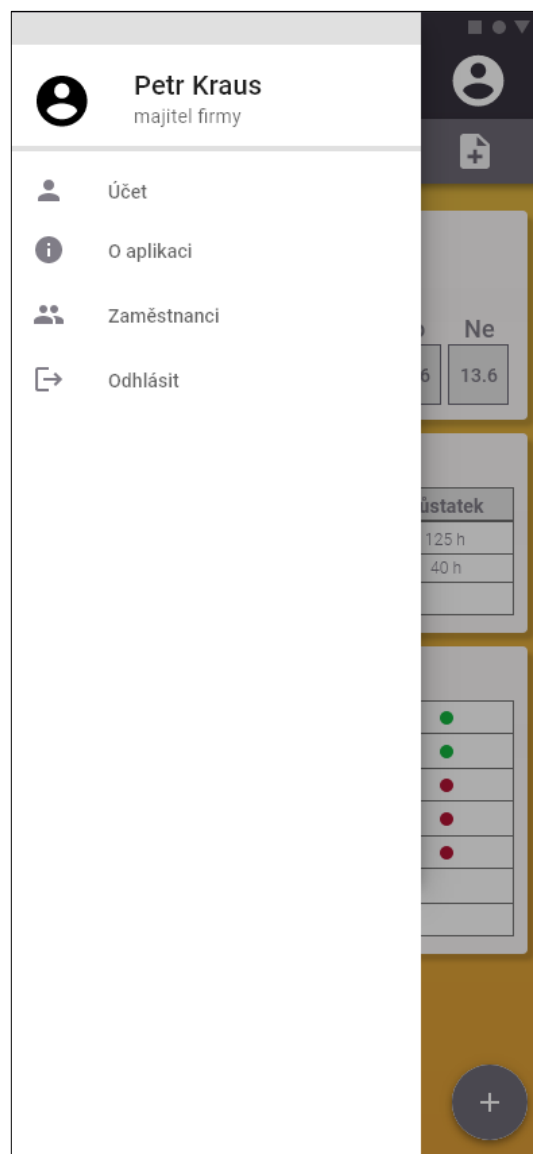 Petr Kraus
majitel firmy
Účet
O aplikaci
Zaměstnanci
Odhlásit
Ne
6
13.6
ůstatek
125 h
40 h